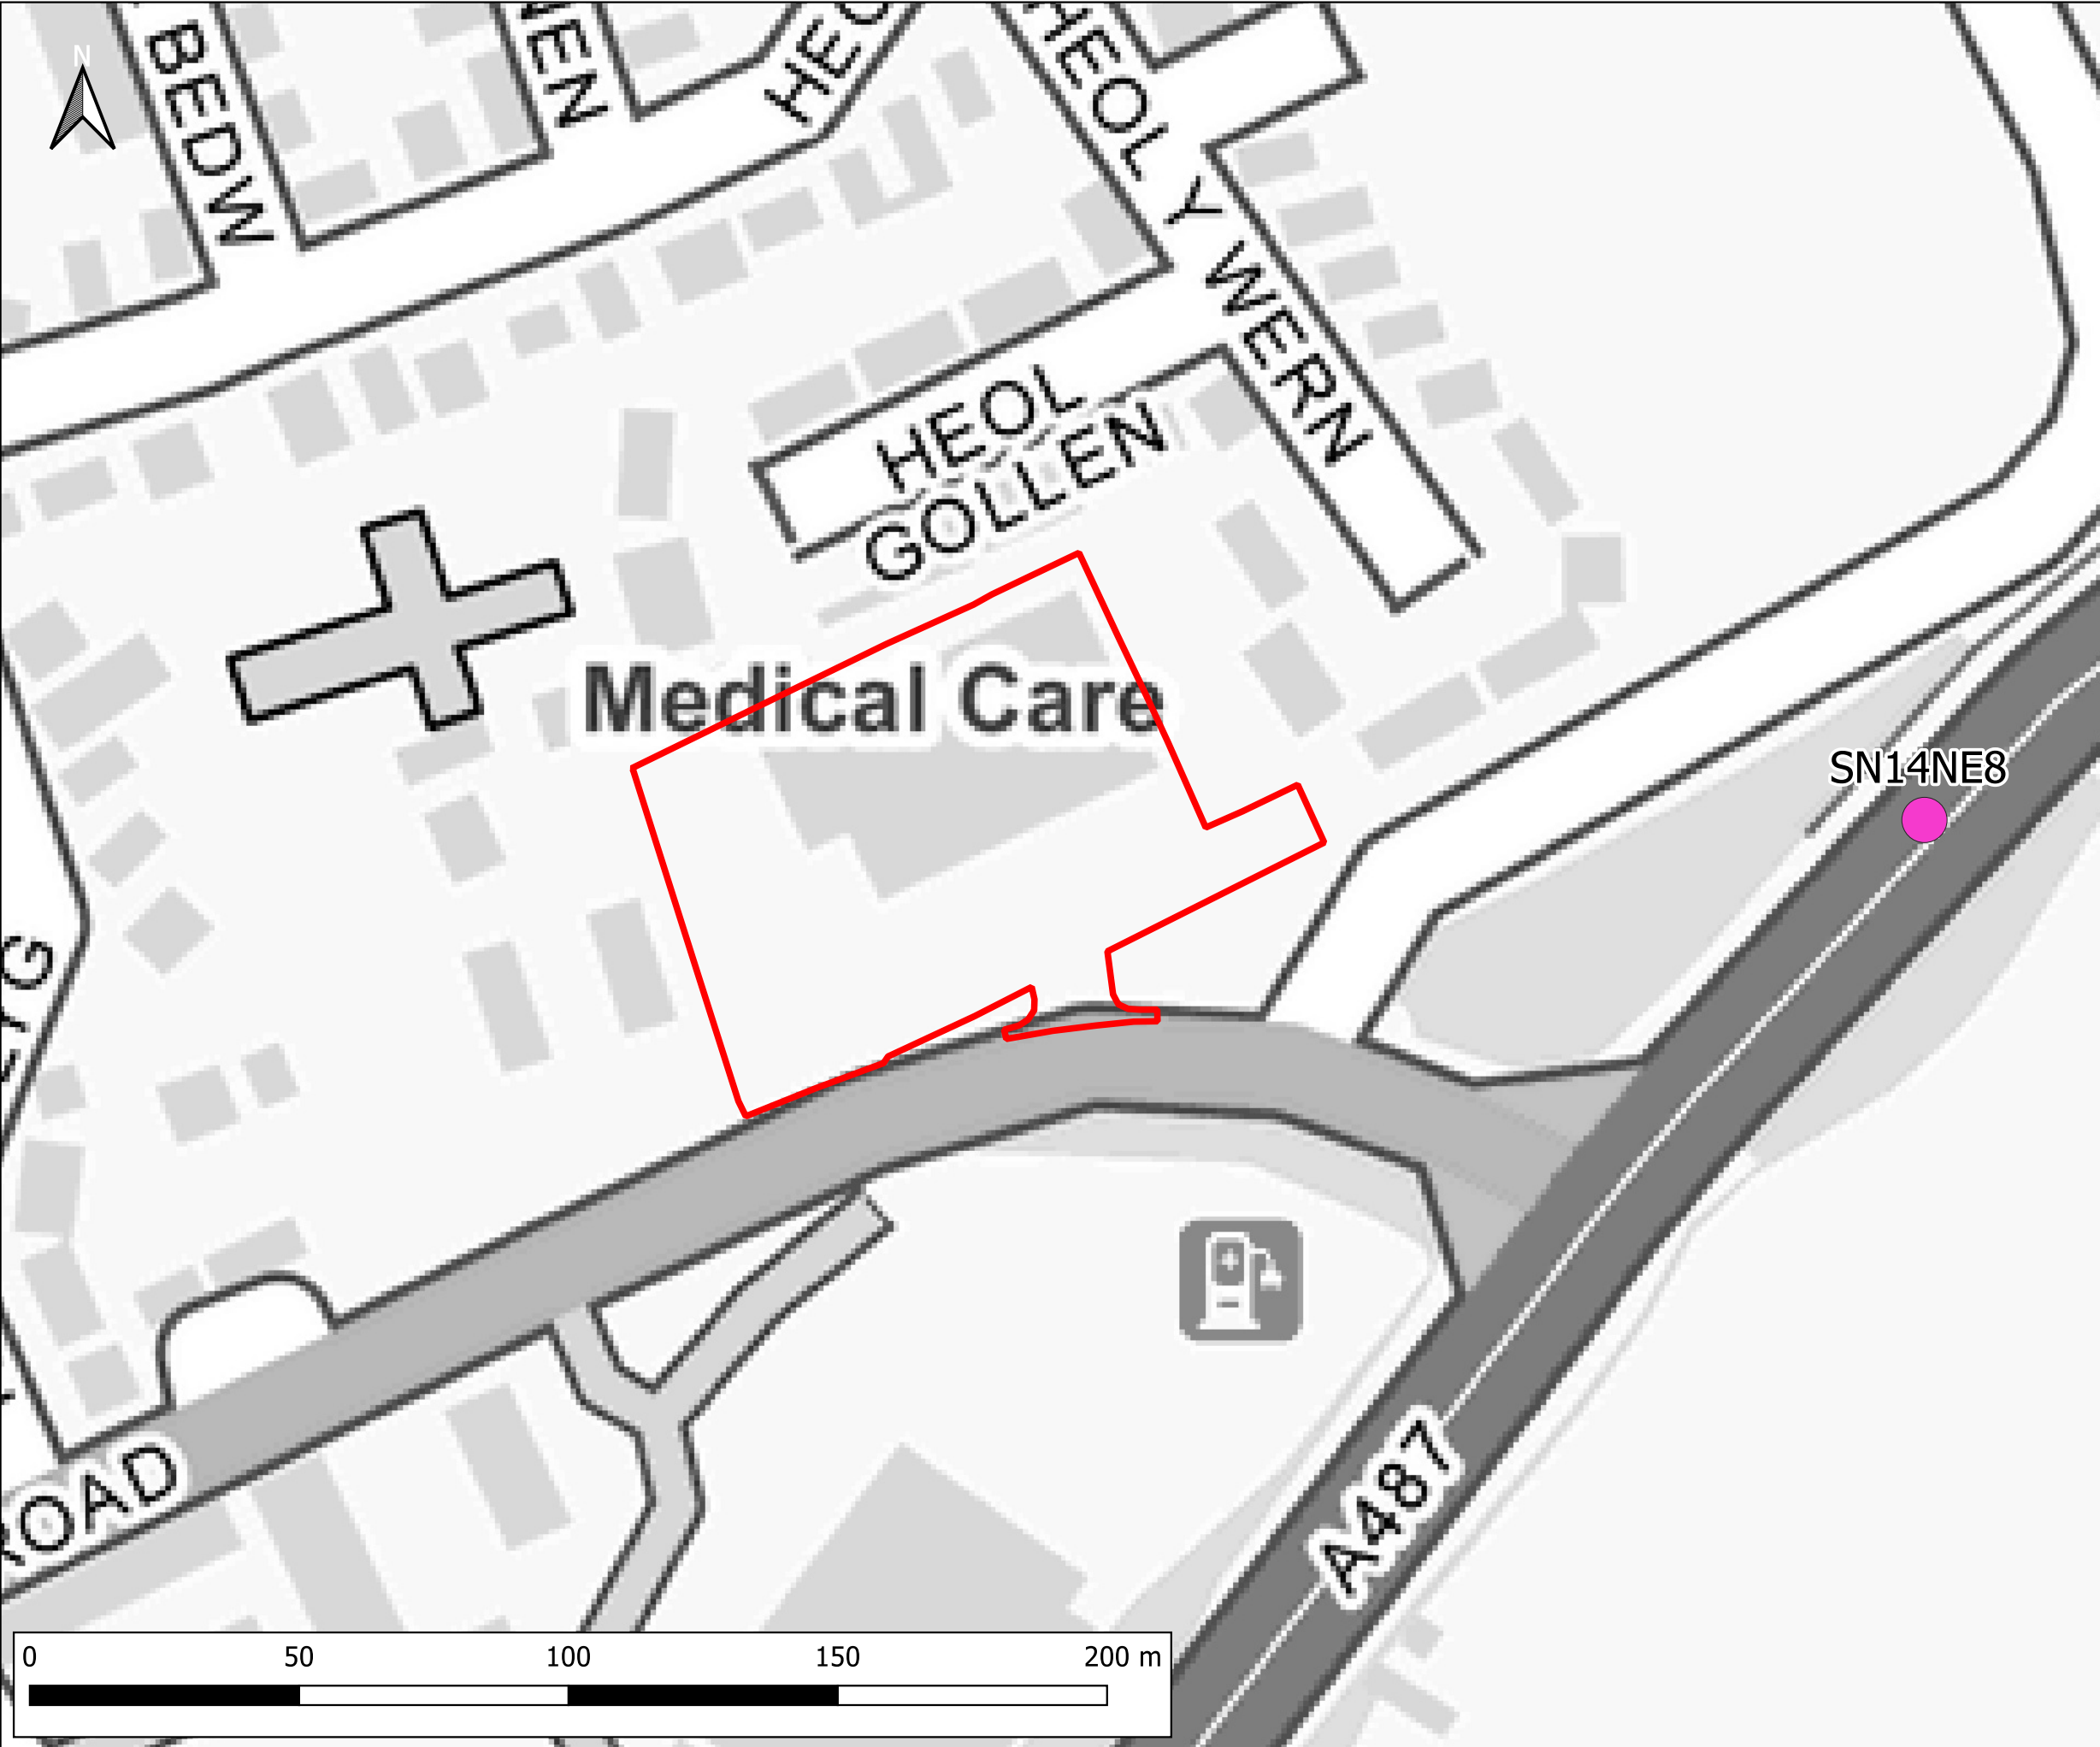 N
BEDW
HEOL Y WERN
HEOL
GOLLEN
Medical Care
SN14NE8
ROAD
A487
0 50 100 150 200 m